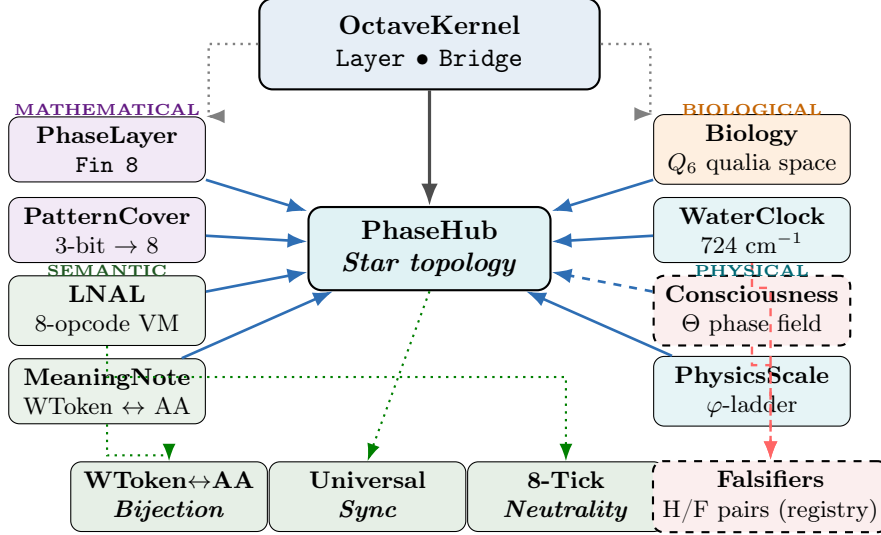 OctaveKernel
Layer • Bridge
MATHEMATICAL
PhaseLayer
Fin 8
BIOLOGICAL
Biology
Q₆ qualia space
PatternCover
3-bit → 8
PhaseHub
Star topology
WaterClock
724 cm⁻¹
SEMANTIC
LNAL
8-opcode VM
PHYSICAL
Consciousness
Θ phase field
MeaningNote
WToken ↔ AA
PhysicsScale
φ-ladder
WToken↔AA
Bijection
Universal
Sync
8-Tick
Neutrality
Falsifiers
H/F pairs (registry)